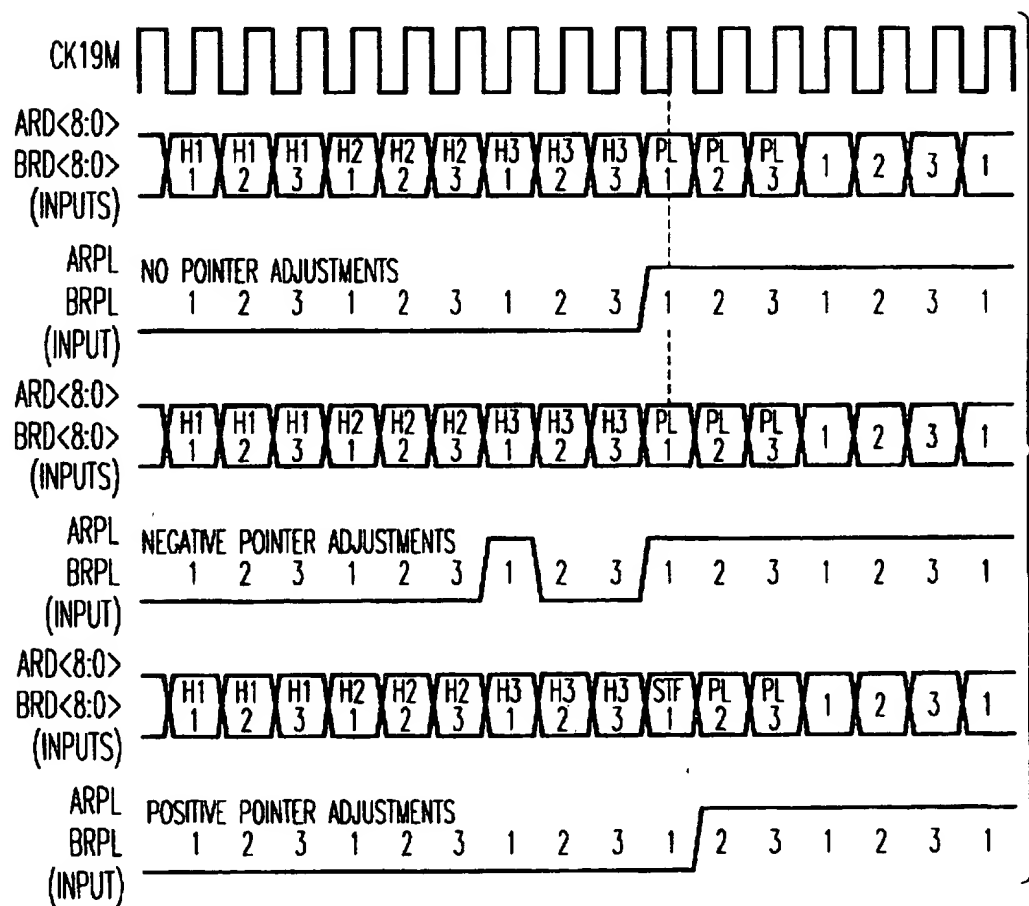 CK19M
ARD<8:0>
BRD<8:0>
(INPUTS)
H1 H1 H1 H2 H2 H2 H3 H3 H3 PL PL PL
1 2 3 1 2 3 1 2 3 1 2 3 1 2 3 1
ARPL
BRPL
(INPUT)
NO POINTER ADJUSTMENTS
1 2 3 1 2 3 1 2 3 1 2 3 1 2 3 1
ARD<8:0>
BRD<8:0>
(INPUTS)
H1 H1 H1 H2 H2 H2 H3 H3 H3 PL PL PL
1 2 3 1 2 3 1 2 3 1 2 3 1 2 3 1
ARPL
BRPL
(INPUT)
NEGATIVE POINTER ADJUSTMENTS
1 2 3 1 2 3 1 2 3 1 2 3 1 2 3 1
ARD<8:0>
BRD<8:0>
(INPUTS)
H1 H1 H1 H2 H2 H2 H3 H3 H3 STF PL PL
1 2 3 1 2 3 1 2 3 1 2 3 1 2 3 1
ARPL
BRPL
(INPUT)
POSITIVE POINTER ADJUSTMENTS
1 2 3 1 2 3 1 2 3 1 2 3 1 2 3 1